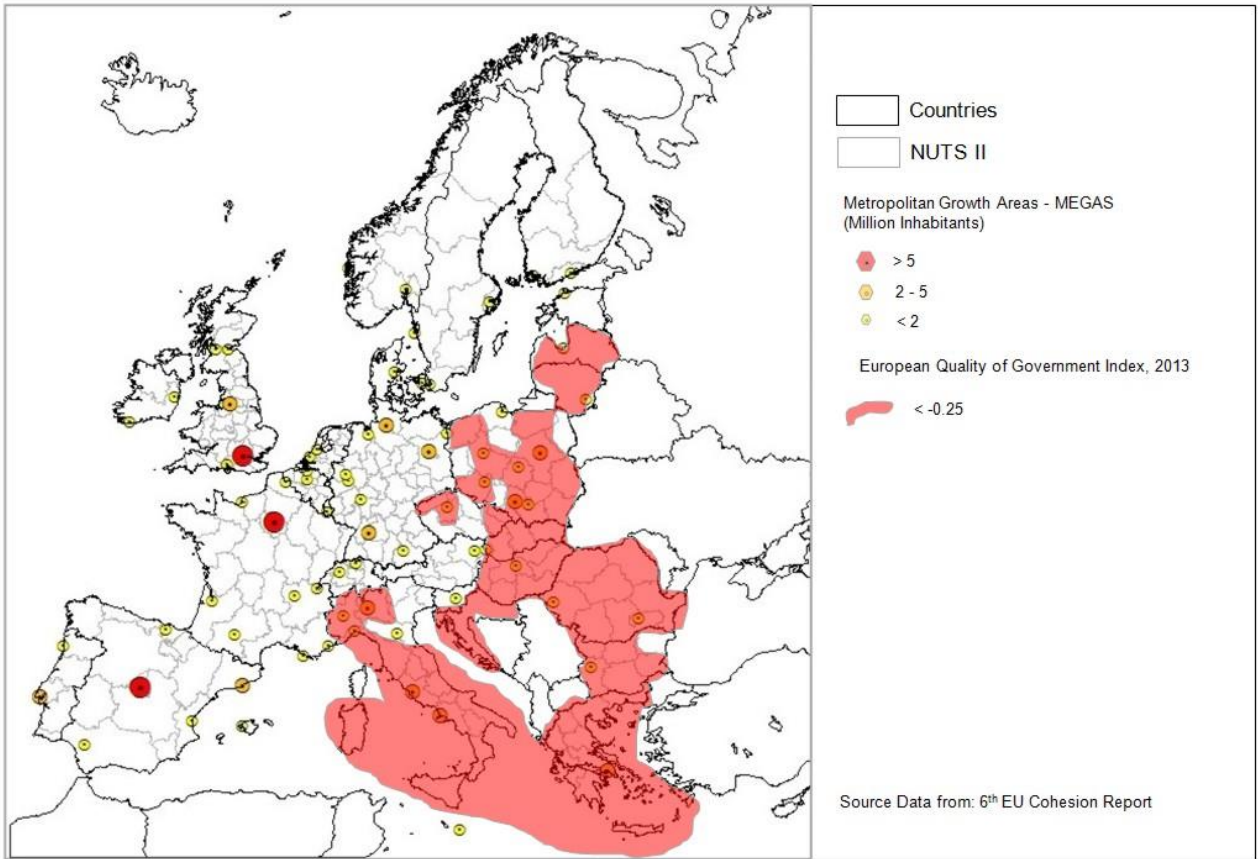 Countries
NUTS II
Metropolitan Growth Areas - MEGAS
(Million Inhabitants)
> 5
2 - 5
< 2
European Quality of Government Index, 2013
< -0.25
Source Data from: 6th EU Cohesion Report